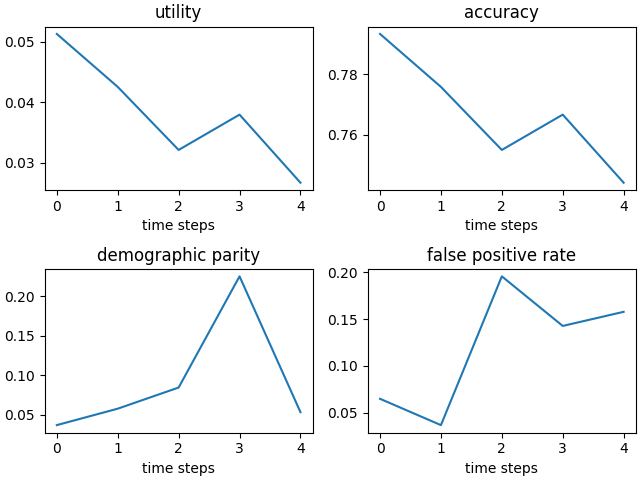 utility
0.05
0.04
0.03
0 1 2 3 4
time steps
accuracy
0.78
0.76
0 1 2 3 4
time steps
demographic parity
0.20
0.15
0.10
0.05
0 1 2 3 4
time steps
false positive rate
0.20
0.15
0.10
0.05
0 1 2 3 4
time steps